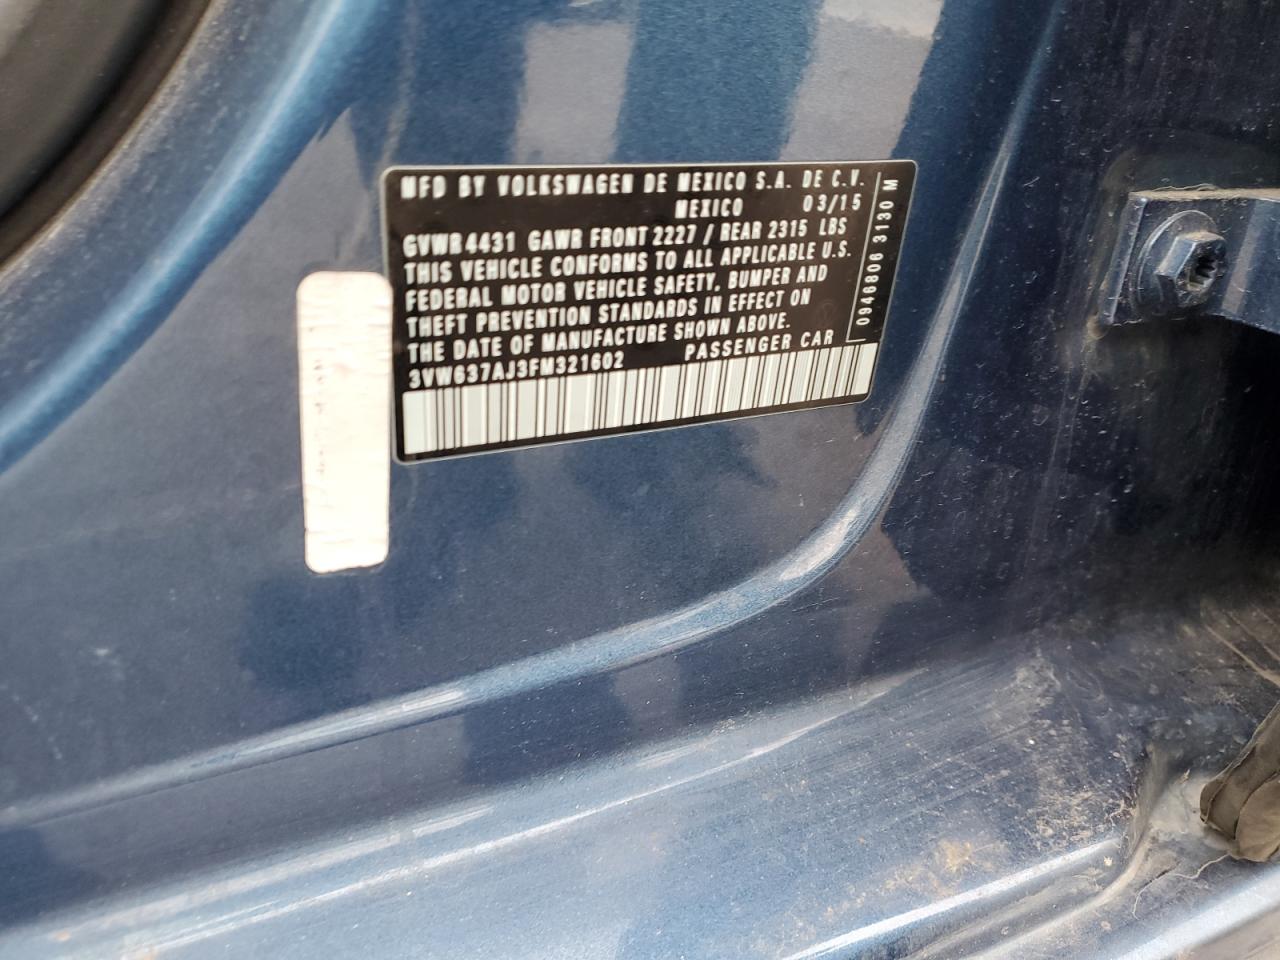 MFD BY VOLKSWAGEN DE MEXICO S.A. DE C.V.
MEXICO 03/15
GVWR 4431 GAWR FRONT 2227 / REAR 2315 LBS
THIS VEHICLE CONFORMS TO ALL APPLICABLE U.S.
FEDERAL MOTOR VEHICLE SAFETY, BUMPER AND
THEFT PREVENTION STANDARDS IN EFFECT ON
THE DATE OF MANUFACTURE SHOWN ABOVE.
3VW637AJ3FM321602 PASSENGER CAR
0946806 3130 M